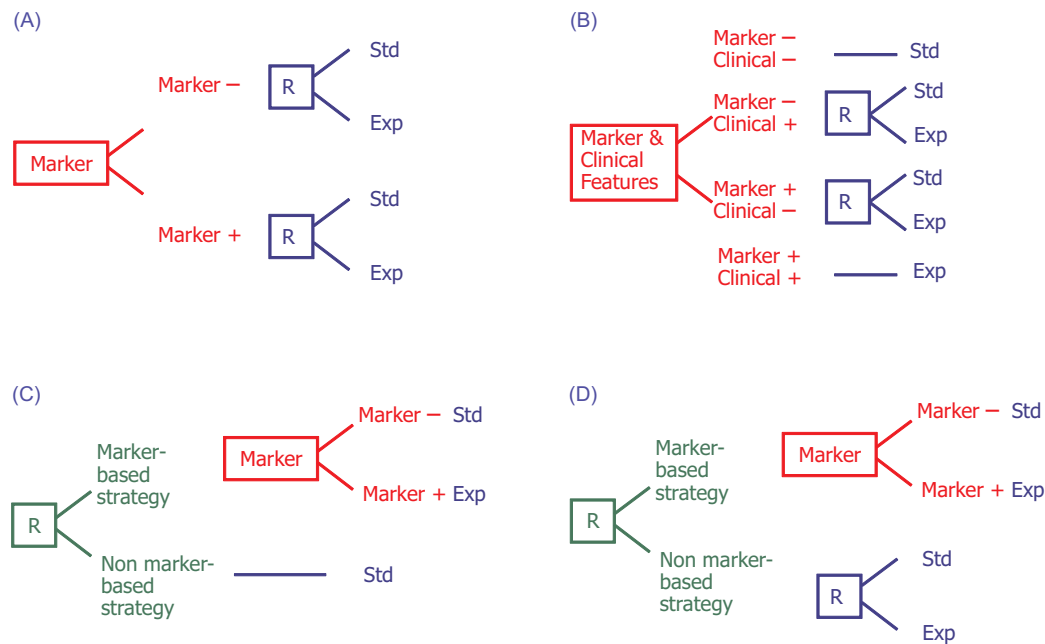 (A)
Marker
Marker –
R
Std
Exp
Marker +
R
Std
Exp
(B)
Marker &
Clinical
Features
Marker –
Clinical –
Std
Marker –
Clinical +
R
Std
Exp
Marker +
Clinical –
R
Std
Exp
Marker +
Clinical +
Exp
(C)
R
Marker-
based
strategy
Marker
Marker – Std
Marker + Exp
Non marker-
based
strategy
Std
(D)
R
Marker-
based
strategy
Marker
Marker – Std
Marker + Exp
Non marker-
based
strategy
R
Std
Exp